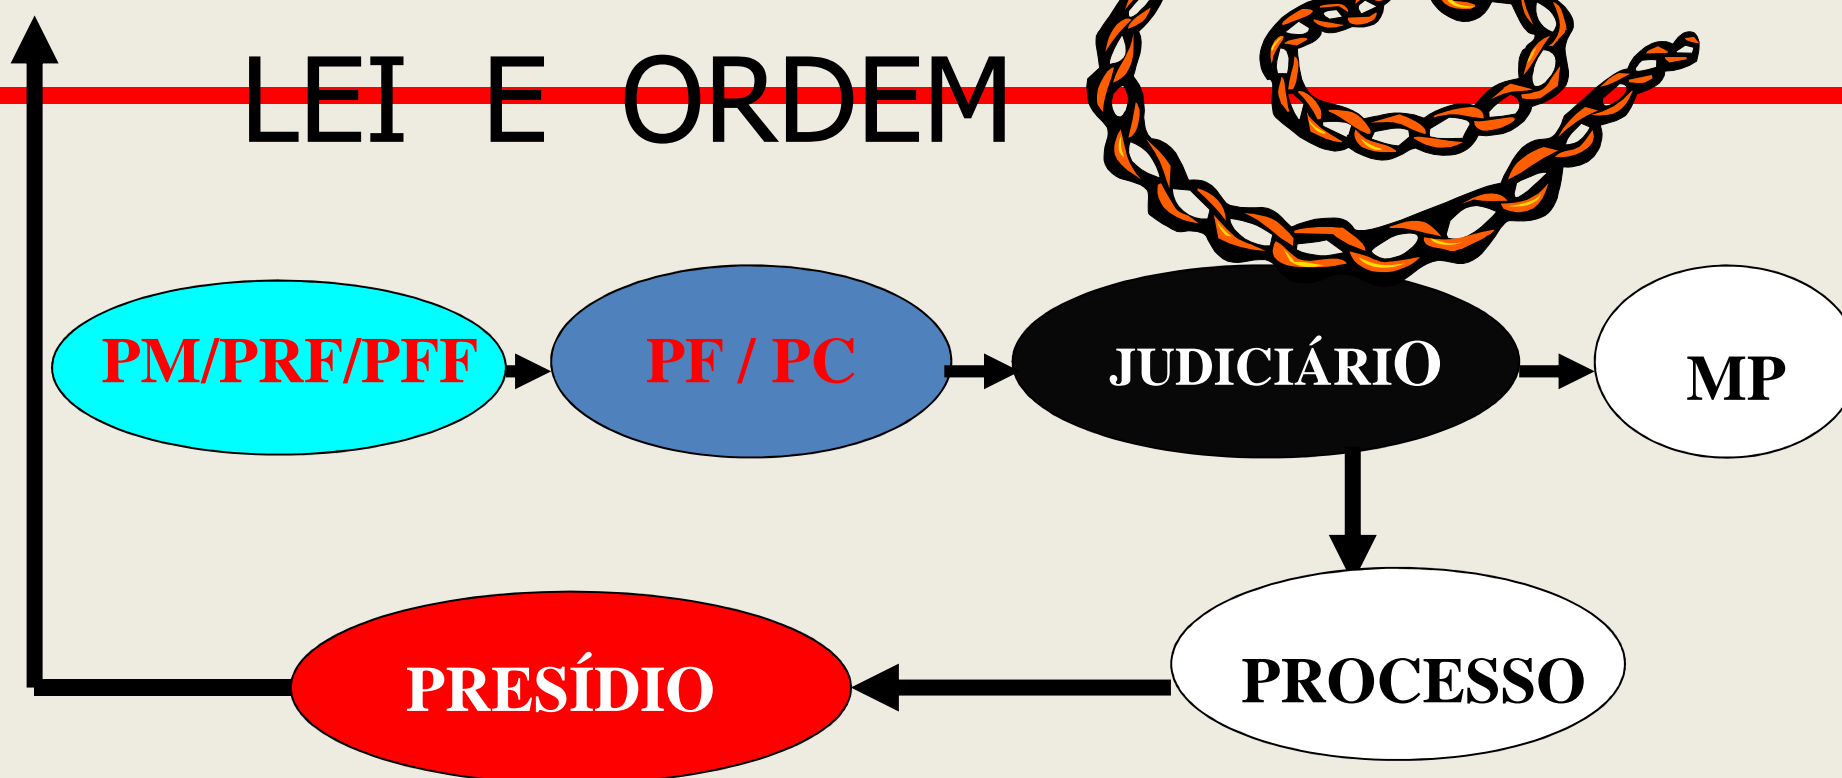 LEI E ORDEM
PM/PRF/PFF
PF / PC
JUDICIÁRIO
MP
PROCESSO
PRESÍDIO